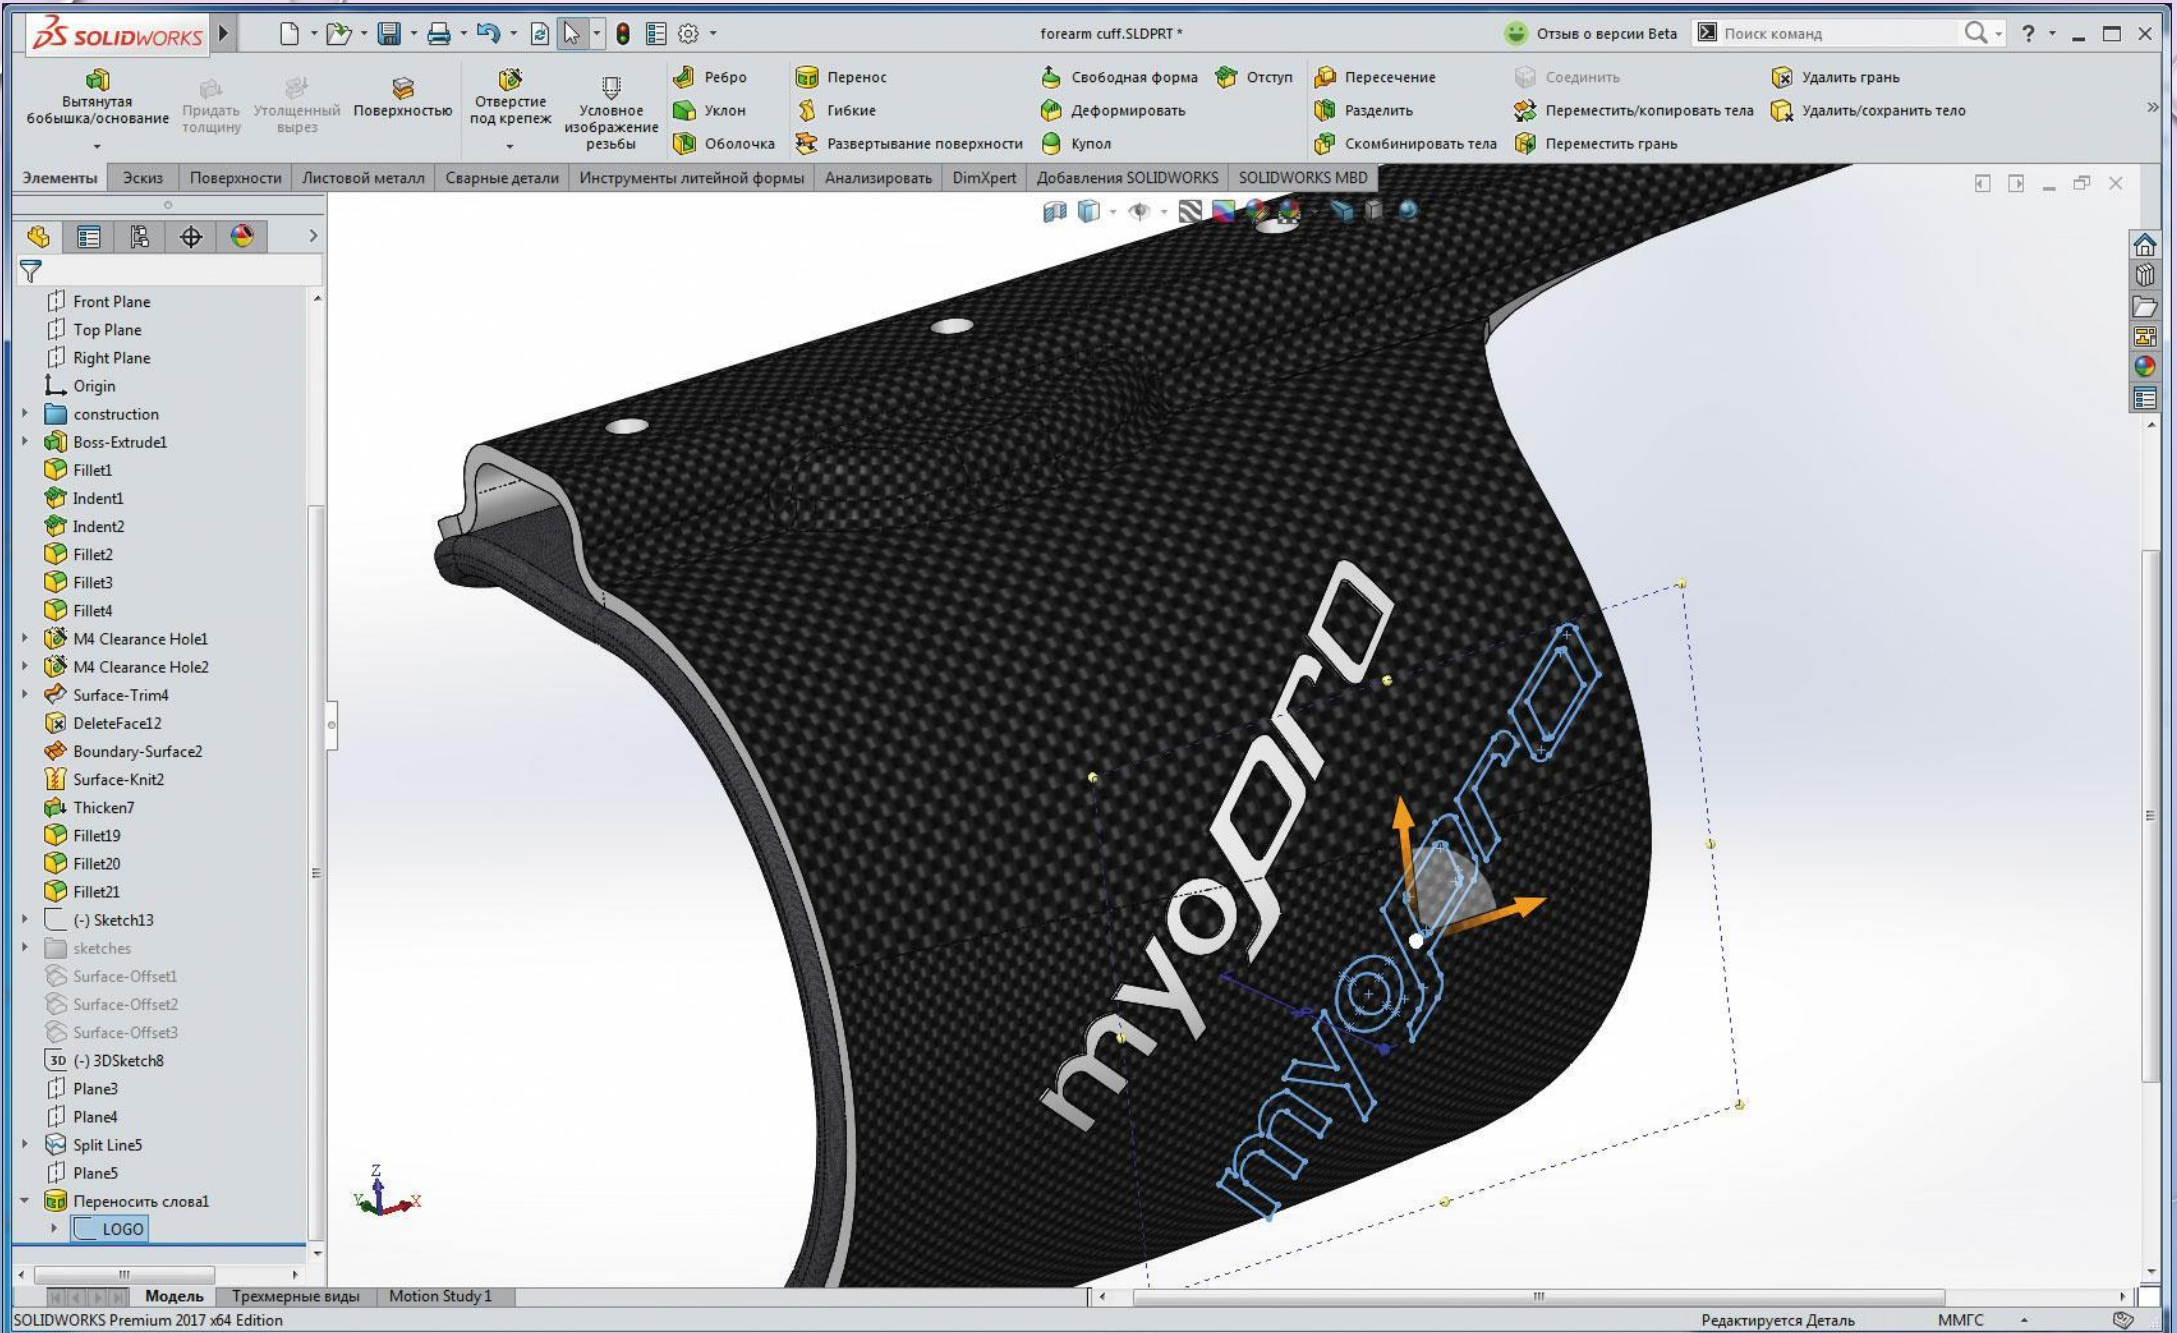 SOLIDWORKS
forearm cuff.SLDPRT *
Отзыв о версии Beta
Поиск команд
?
Вытянутая
бобышка/основание
Придать
толщину
Утолщенный
вырез
Поверхностью
Отверстие
под крепеж
Условное
изображение
резьбы
Ребро
Уклон
Оболочка
Перенос
Гибкие
Развертывание поверхности
Свободная форма
Деформировать
Купол
Отступ
Пересечение
Разделить
Скомбинировать тела
Соединить
Переместить/копировать тела
Переместить грань
Удалить грань
Удалить/сохранить тело
Элементы Эскиз Поверхности Листовой металл Сварные детали Инструменты литейной формы Анализировать DimXpert Добавления SOLIDWORKS SOLIDWORKS MBD
Front Plane
Top Plane
Right Plane
Origin
construction
Boss-Extrude1
Fillet1
Indent1
Indent2
Fillet2
Fillet3
Fillet4
M4 Clearance Hole1
M4 Clearance Hole2
Surface-Trim4
DeleteFace12
Boundary-Surface2
Surface-Knit2
Thicken7
Fillet19
Fillet20
Fillet21
(-) Sketch13
sketches
Surface-Offset1
Surface-Offset2
Surface-Offset3
3D (-) 3DSketch8
Plane3
Plane4
Split Line5
Plane5
Переносить слова1
LOGO
myopro
myopro
Z
Y
X
Модель Трехмерные виды Motion Study 1
SOLIDWORKS Premium 2017 x64 Edition
Редактируется Деталь
ММГС